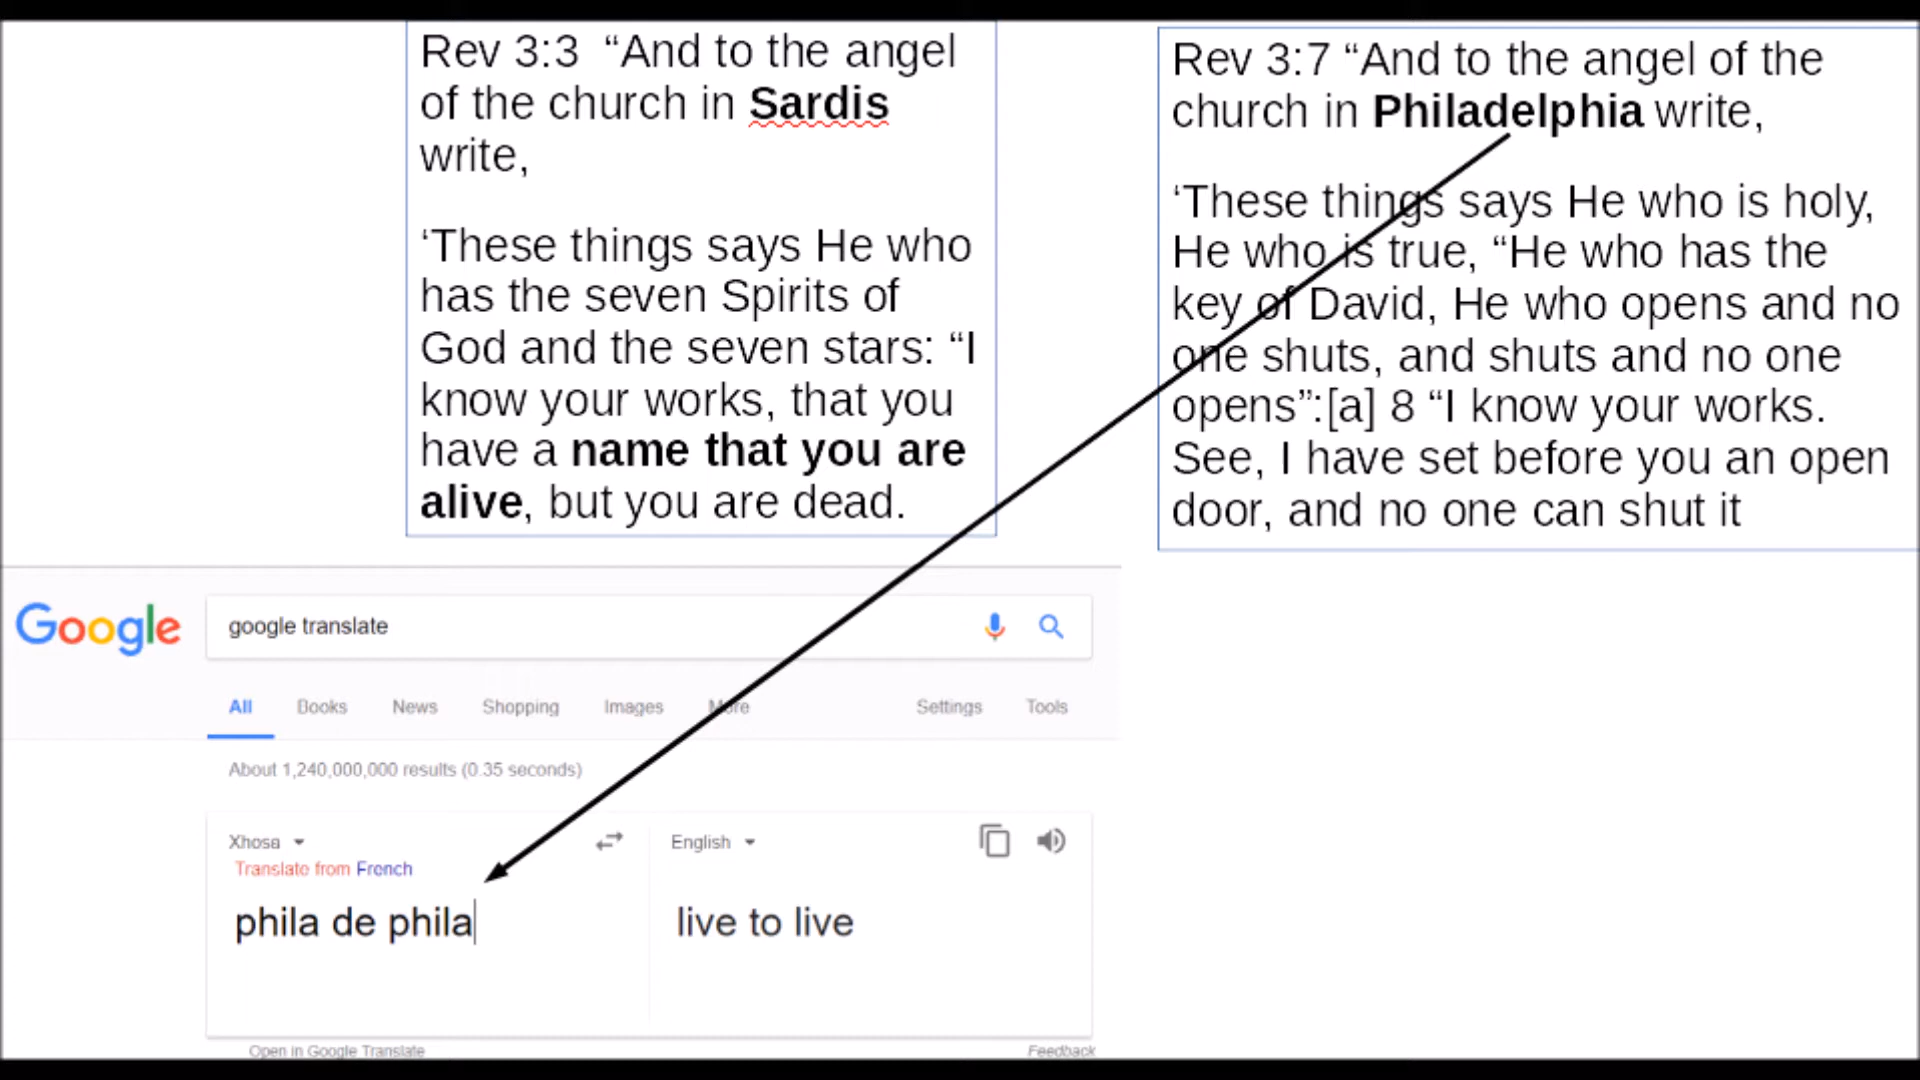 Rev 3:3  “And to the angel
of the church in Sardis
write,
‘These things says He who
has the seven Spirits of
God and the seven stars: “I
know your works, that you
have a name that you are
alive, but you are dead.
Rev 3:7 “And to the angel of the
church in Philadelphia write,
‘These things says He who is holy,
He who is true, “He who has the
key of David, He who opens and no
one shuts, and shuts and no one
opens”:[a] 8 “I know your works.
See, I have set before you an open
door, and no one can shut it
Google
google translate
All Books News Shopping Images More Settings Tools
About 1,240,000,000 results (0.35 seconds)
Xhosa English
Translate from French
phila de phila live to live
Open in Google Translate Feedback